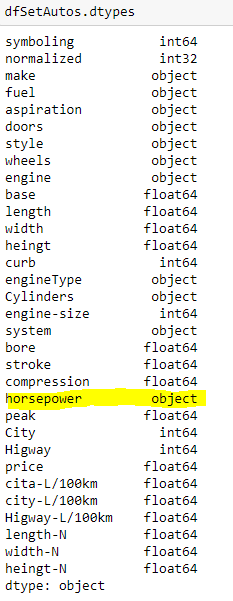 dfSetAutos.dtypes
symboling int64
normalized int32
make object
fuel object
aspiration object
doors object
style object
wheels object
engine object
base float64
length float64
width float64
heingt float64
curb int64
engineType object
Cylinders object
engine-size int64
system object
bore float64
stroke float64
compression float64
horsepower object
peak float64
City int64
Higway int64
price float64
cita-L/100km float64
city-L/100km float64
Higway-L/100km float64
length-N float64
width-N float64
heingt-N float64
dtype: object